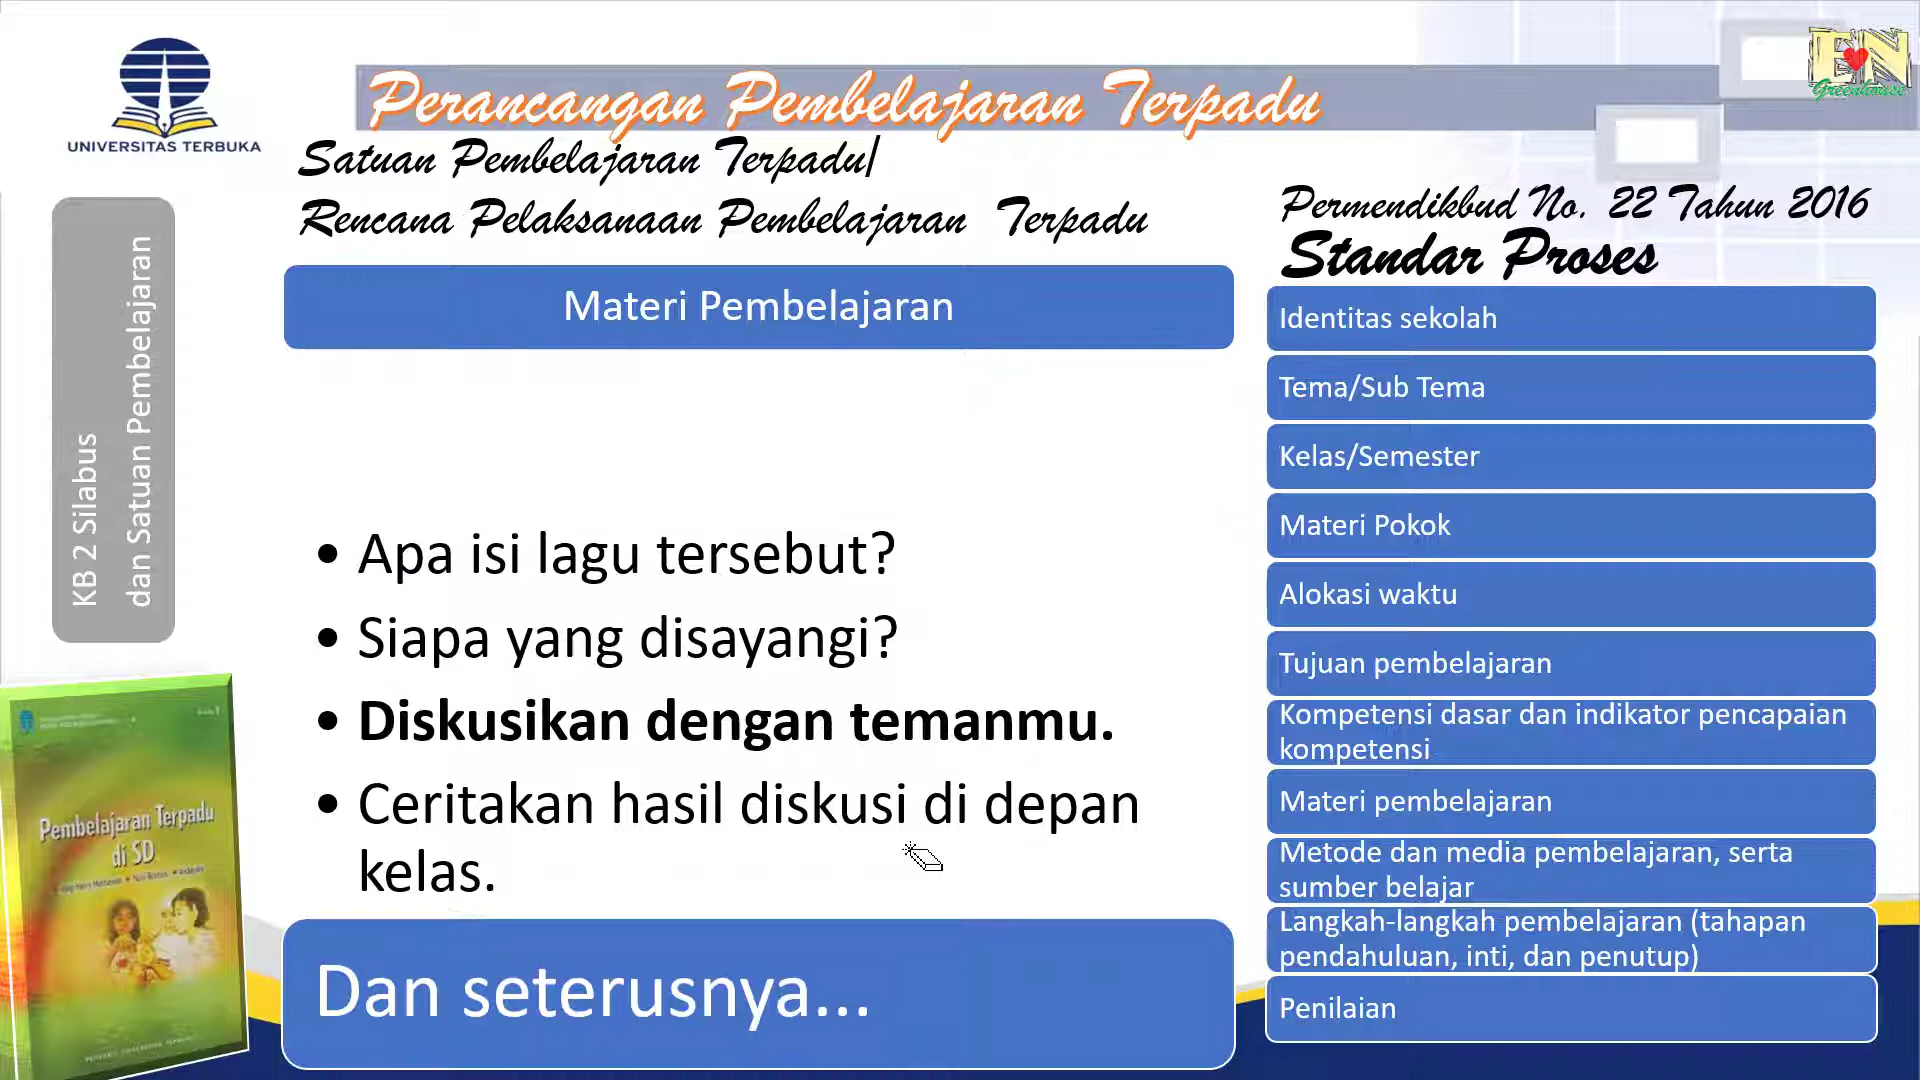 UNIVERSITAS TERBUKA
Perancangan Pembelajaran Terpadu
EN
Greenhouse
Satuan Pembelajaran Terpadu/
Rencana Pelaksanaan Pembelajaran Terpadu
Permendikbud No. 22 Tahun 2016
Standar Proses
KB 2 Silabus
dan Satuan Pembelajaran
Materi Pembelajaran
• Apa isi lagu tersebut?
• Siapa yang disayangi?
• Diskusikan dengan temanmu.
• Ceritakan hasil diskusi di depan
kelas.
Dan seterusnya...
Identitas sekolah
Tema/Sub Tema
Kelas/Semester
Materi Pokok
Alokasi waktu
Tujuan pembelajaran
Kompetensi dasar dan indikator pencapaian
kompetensi
Materi pembelajaran
Metode dan media pembelajaran, serta
sumber belajar
Langkah-langkah pembelajaran (tahapan
pendahuluan, inti, dan penutup)
Penilaian
Pembelajaran Terpadu
di SD